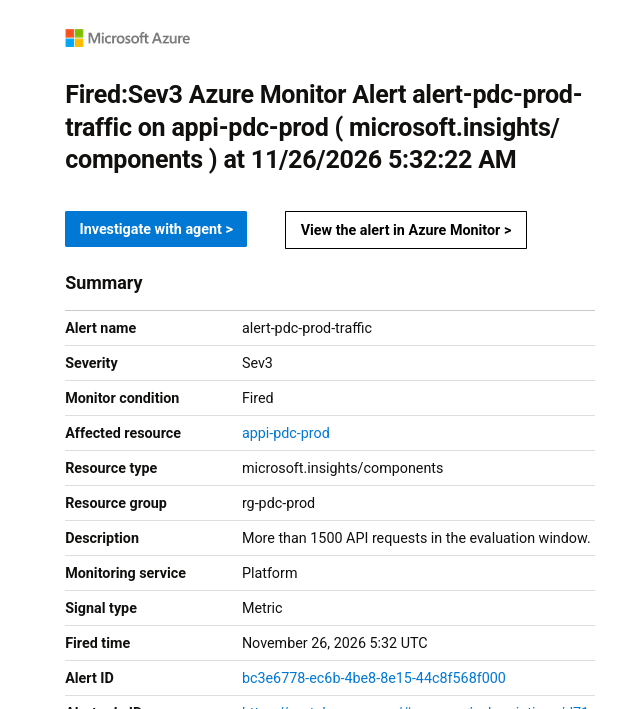 Microsoft Azure
Fired:Sev3 Azure Monitor Alert alert-pdc-prod-
traffic on appi-pdc-prod ( microsoft.insights/
components ) at 11/26/2026 5:32:22 AM
Investigate with agent > View the alert in Azure Monitor >
Summary
Alert name alert-pdc-prod-traffic
Severity Sev3
Monitor condition Fired
Affected resource appi-pdc-prod
Resource type microsoft.insights/components
Resource group rg-pdc-prod
Description More than 1500 API requests in the evaluation window.
Monitoring service Platform
Signal type Metric
Fired time November 26, 2026 5:32 UTC
Alert ID bc3e6778-ec6b-4be8-8e15-44c8f568f000